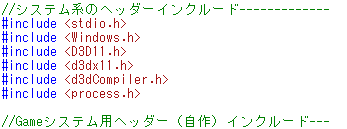 //システム系のヘッダーインクルード-------------
#include <stdio.h>
#include <Windows.h>
#include <D3D11.h>
#include <d3dx11.h>
#include <d3dCompiler.h>
#include <process.h>
//Gameシステム用ヘッダー（自作）インクルード---